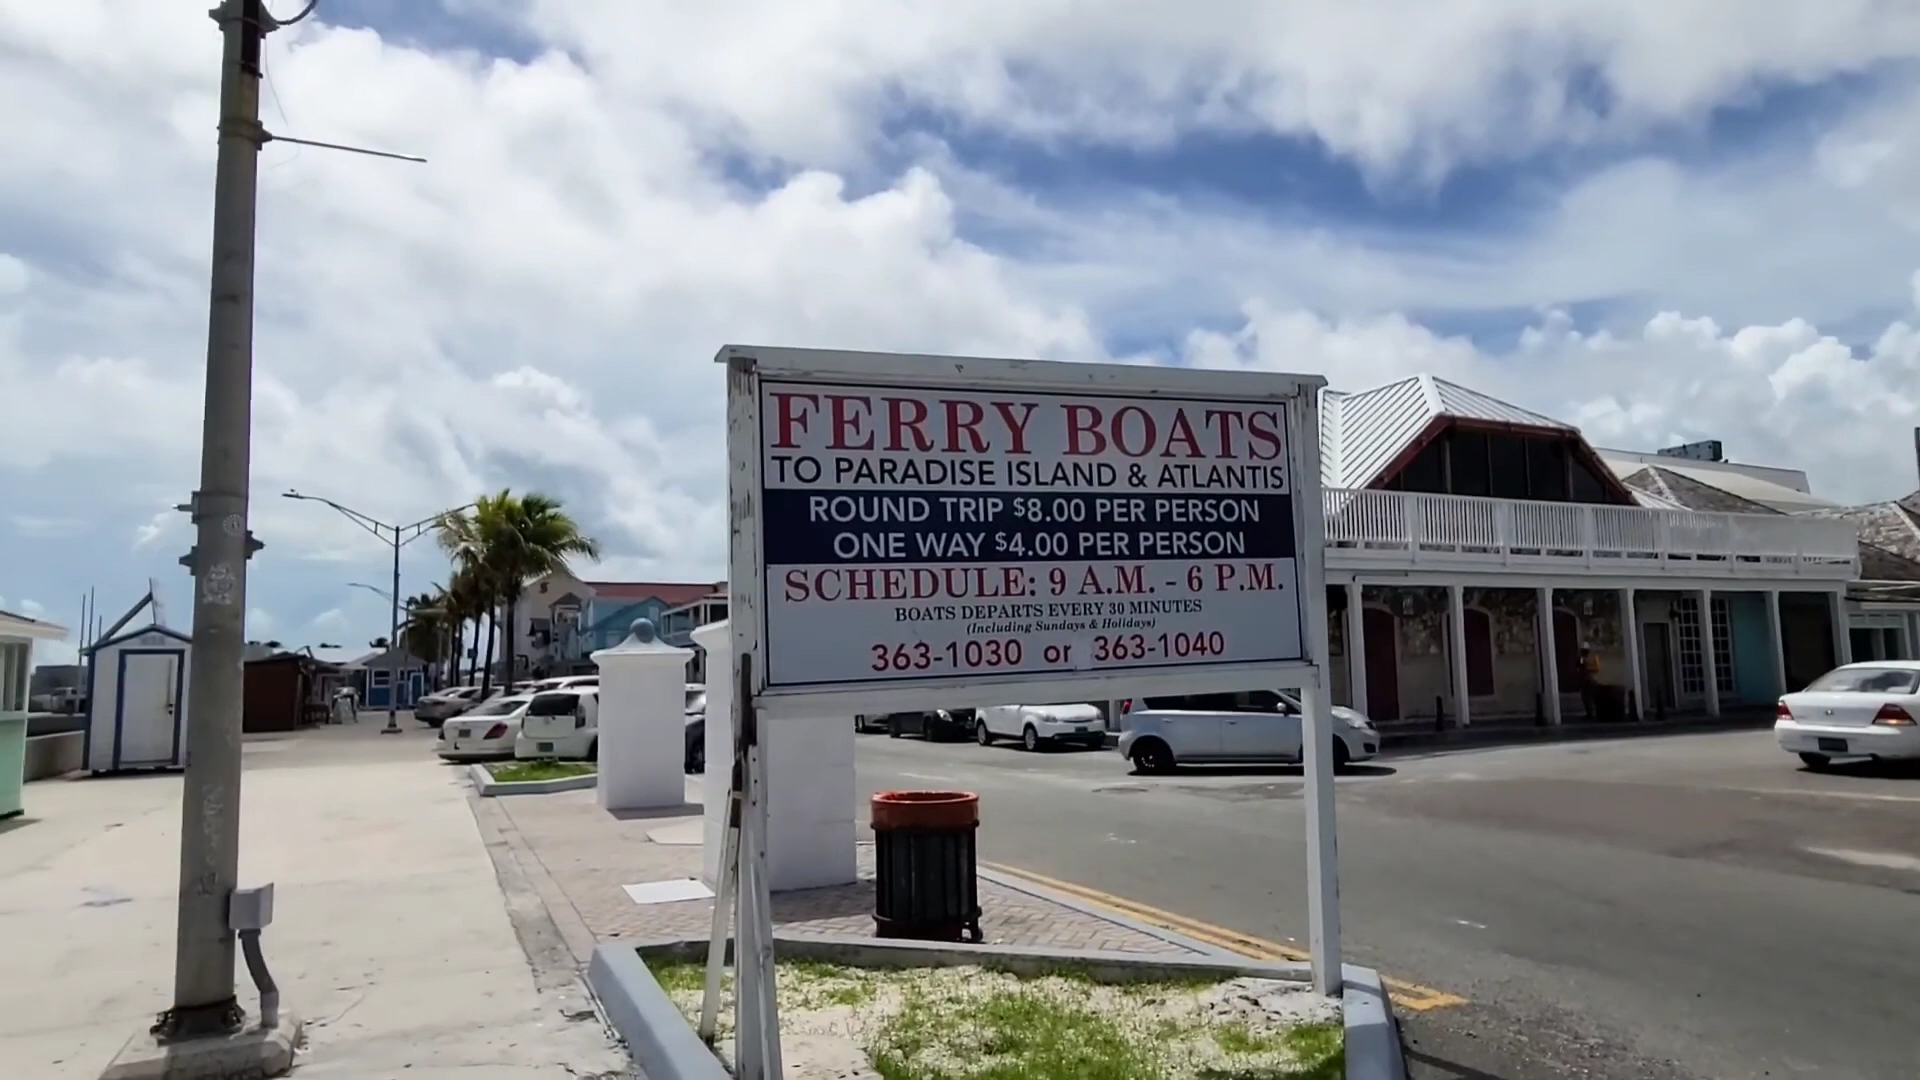 FERRY BOATS
TO PARADISE ISLAND & ATLANTIS
ROUND TRIP $8.00 PER PERSON
ONE WAY $4.00 PER PERSON
SCHEDULE: 9 A.M. - 6 P.M.
BOATS DEPARTS EVERY 30 MINUTES
(Including Sundays & Holidays)
363-1030 or 363-1040